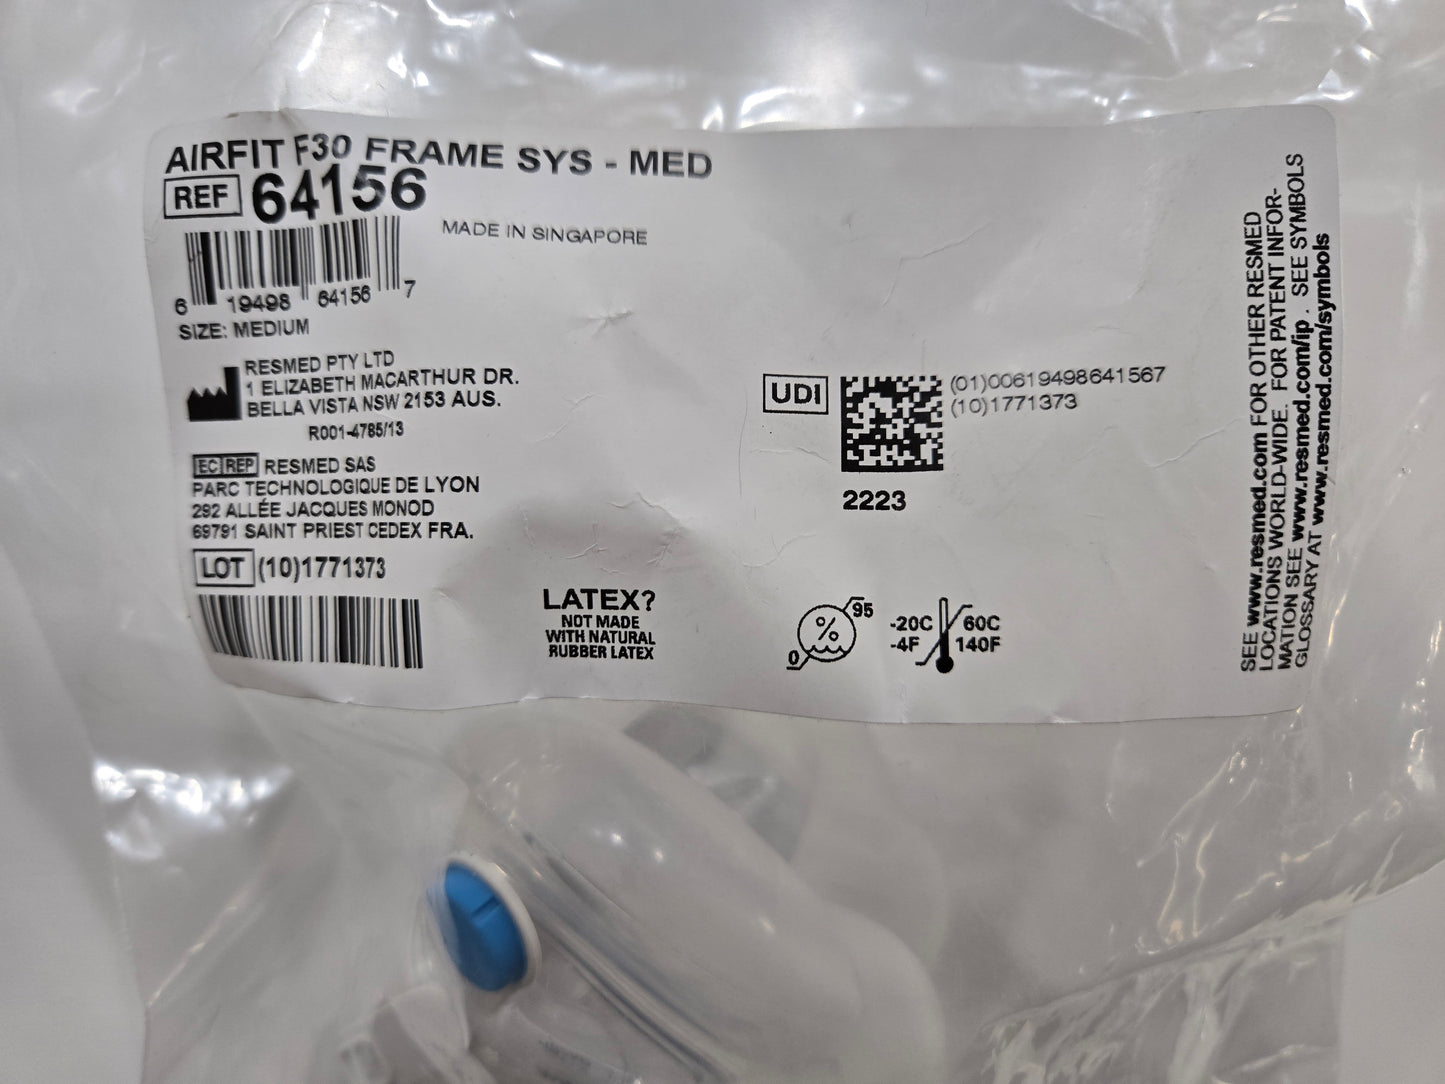 AIRFIT F30 FRAME SYS - MED
REF 64156
MADE IN SINGAPORE
6 19498 64156 7
SIZE: MEDIUM
RESMED PTY LTD
1 ELIZABETH MACARTHUR DR.
BELLA VISTA NSW 2153 AUS.
R001-4785/13
EC REP RESMED SAS
PARC TECHNOLOGIQUE DE LYON
292 ALLÉE JACQUES MONOD
69791 SAINT PRIEST CEDEX FRA.
LOT (10)1771373
LATEX?
NOT MADE
WITH NATURAL
RUBBER LATEX
UDI
(01)00619498641567
(10)1771373
2223
% 95
0
-20C 60C
-4F 140F
SEE www.resmed.com FOR OTHER RESMED
LOCATIONS WORLD-WIDE. FOR PATENT INFOR-
MATION SEE www.resmed.com/ip . SEE SYMBOLS
GLOSSARY AT www.resmed.com/symbols